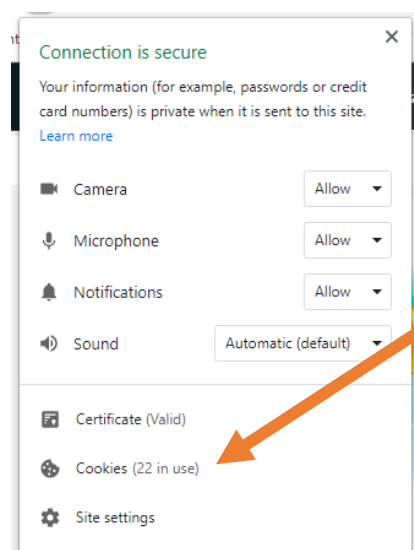 Connection is secure
Your information (for example, passwords or credit
card numbers) is private when it is sent to this site.
Learn more
Camera Allow
Microphone Allow
Notifications Allow
Sound Automatic (default)
Certificate (Valid)
Cookies (22 in use)
Site settings